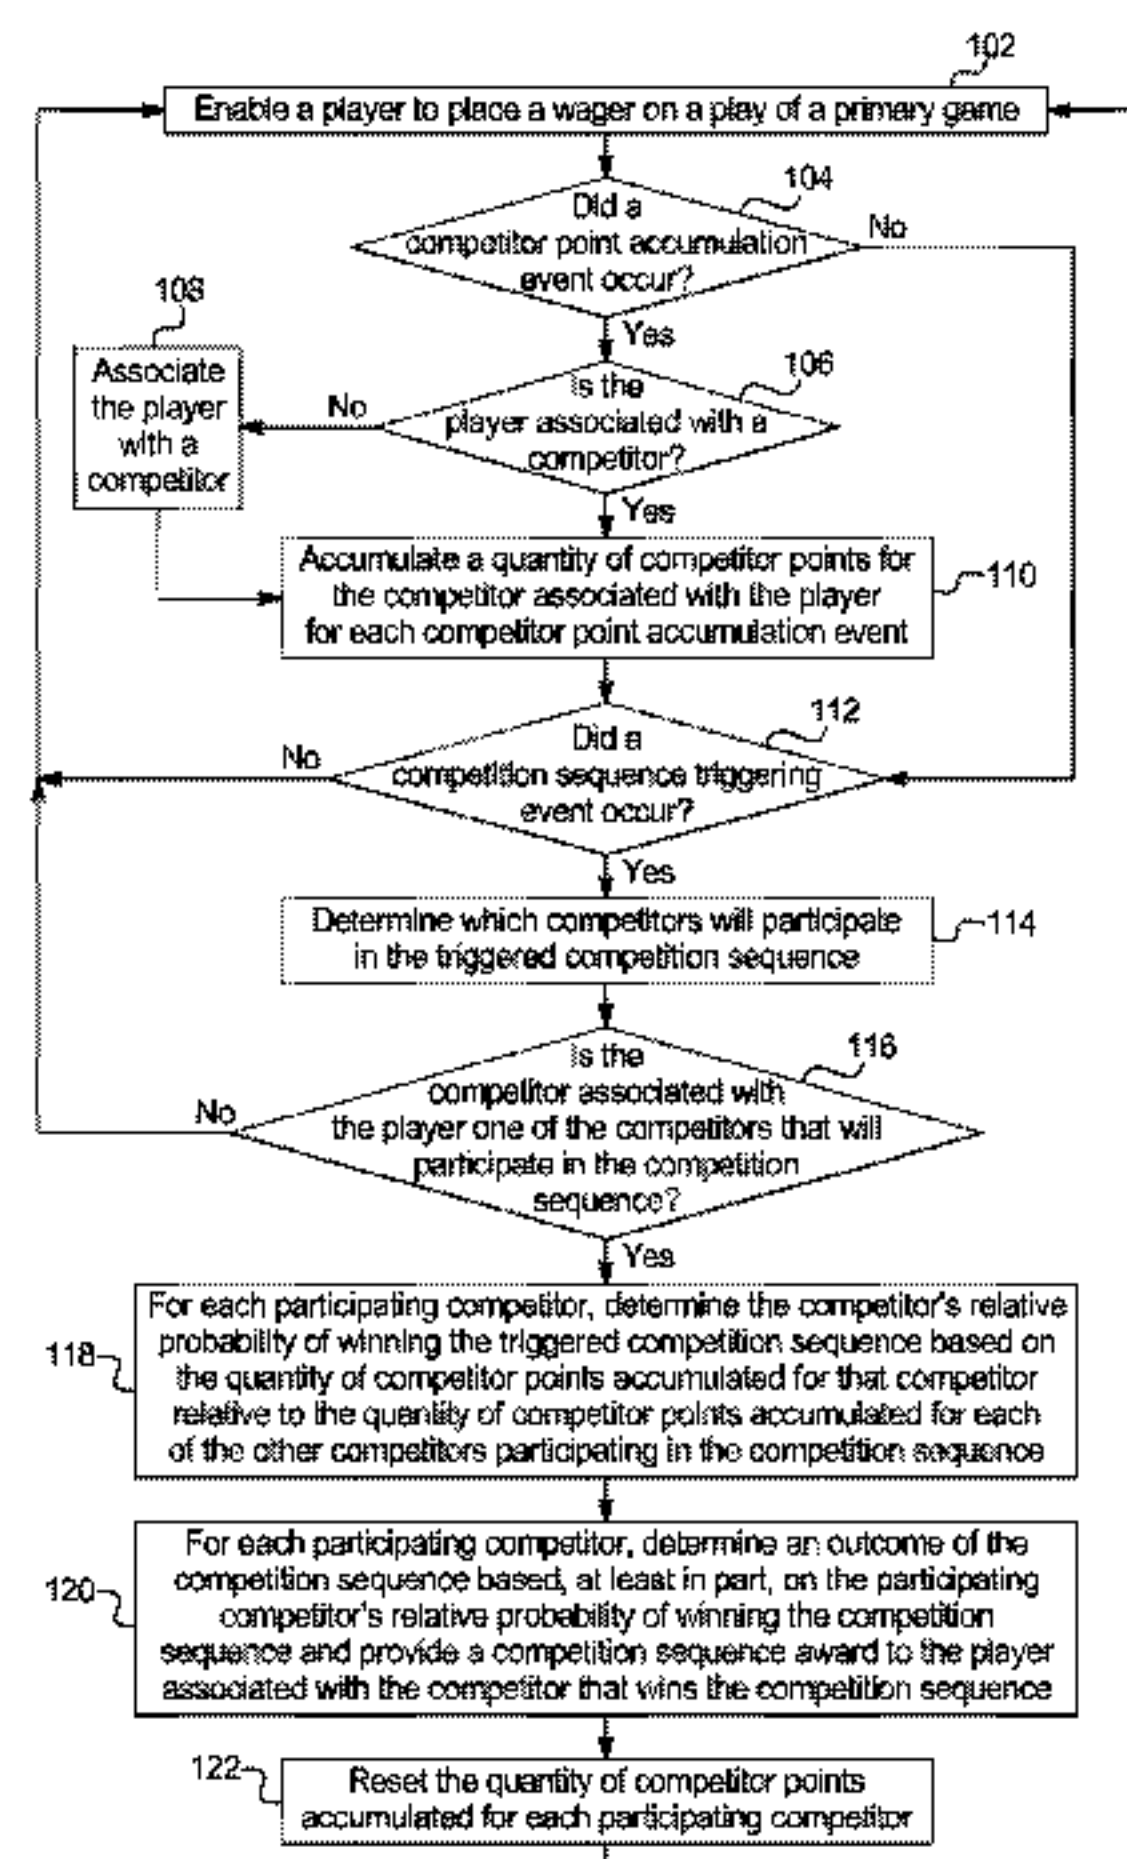 102
Enable a player to place a wager on a play of a primary game
104
Did a
competitor point accumulation
event occur?
No
Yes
108
Associate
the player
with a
competitor
No
106
Is the
player associated with a
competitor?
Yes
Accumulate a quantity of competitor points for
the competitor associated with the player
for each competitor point accumulation event
110
112
No
Did a
competition sequence triggering
event occur?
Yes
Determine which competitors will participate
in the triggered competition sequence
114
116
No
Is the
competitor associated with
the player one of the competitors that will
participate in the competition
sequence?
Yes
118
For each participating competitor, determine the competitor's relative
probability of winning the triggered competition sequence based on
the quantity of competitor points accumulated for that competitor
relative to the quantity of competitor points accumulated for each
of the other competitors participating in the competition sequence
120
For each participating competitor, determine an outcome of the
competition sequence based, at least in part, on the participating
competitor's relative probability of winning the competition
sequence and provide a competition sequence award to the player
associated with the competitor that wins the competition sequence
122
Reset the quantity of competitor points
accumulated for each participating competitor